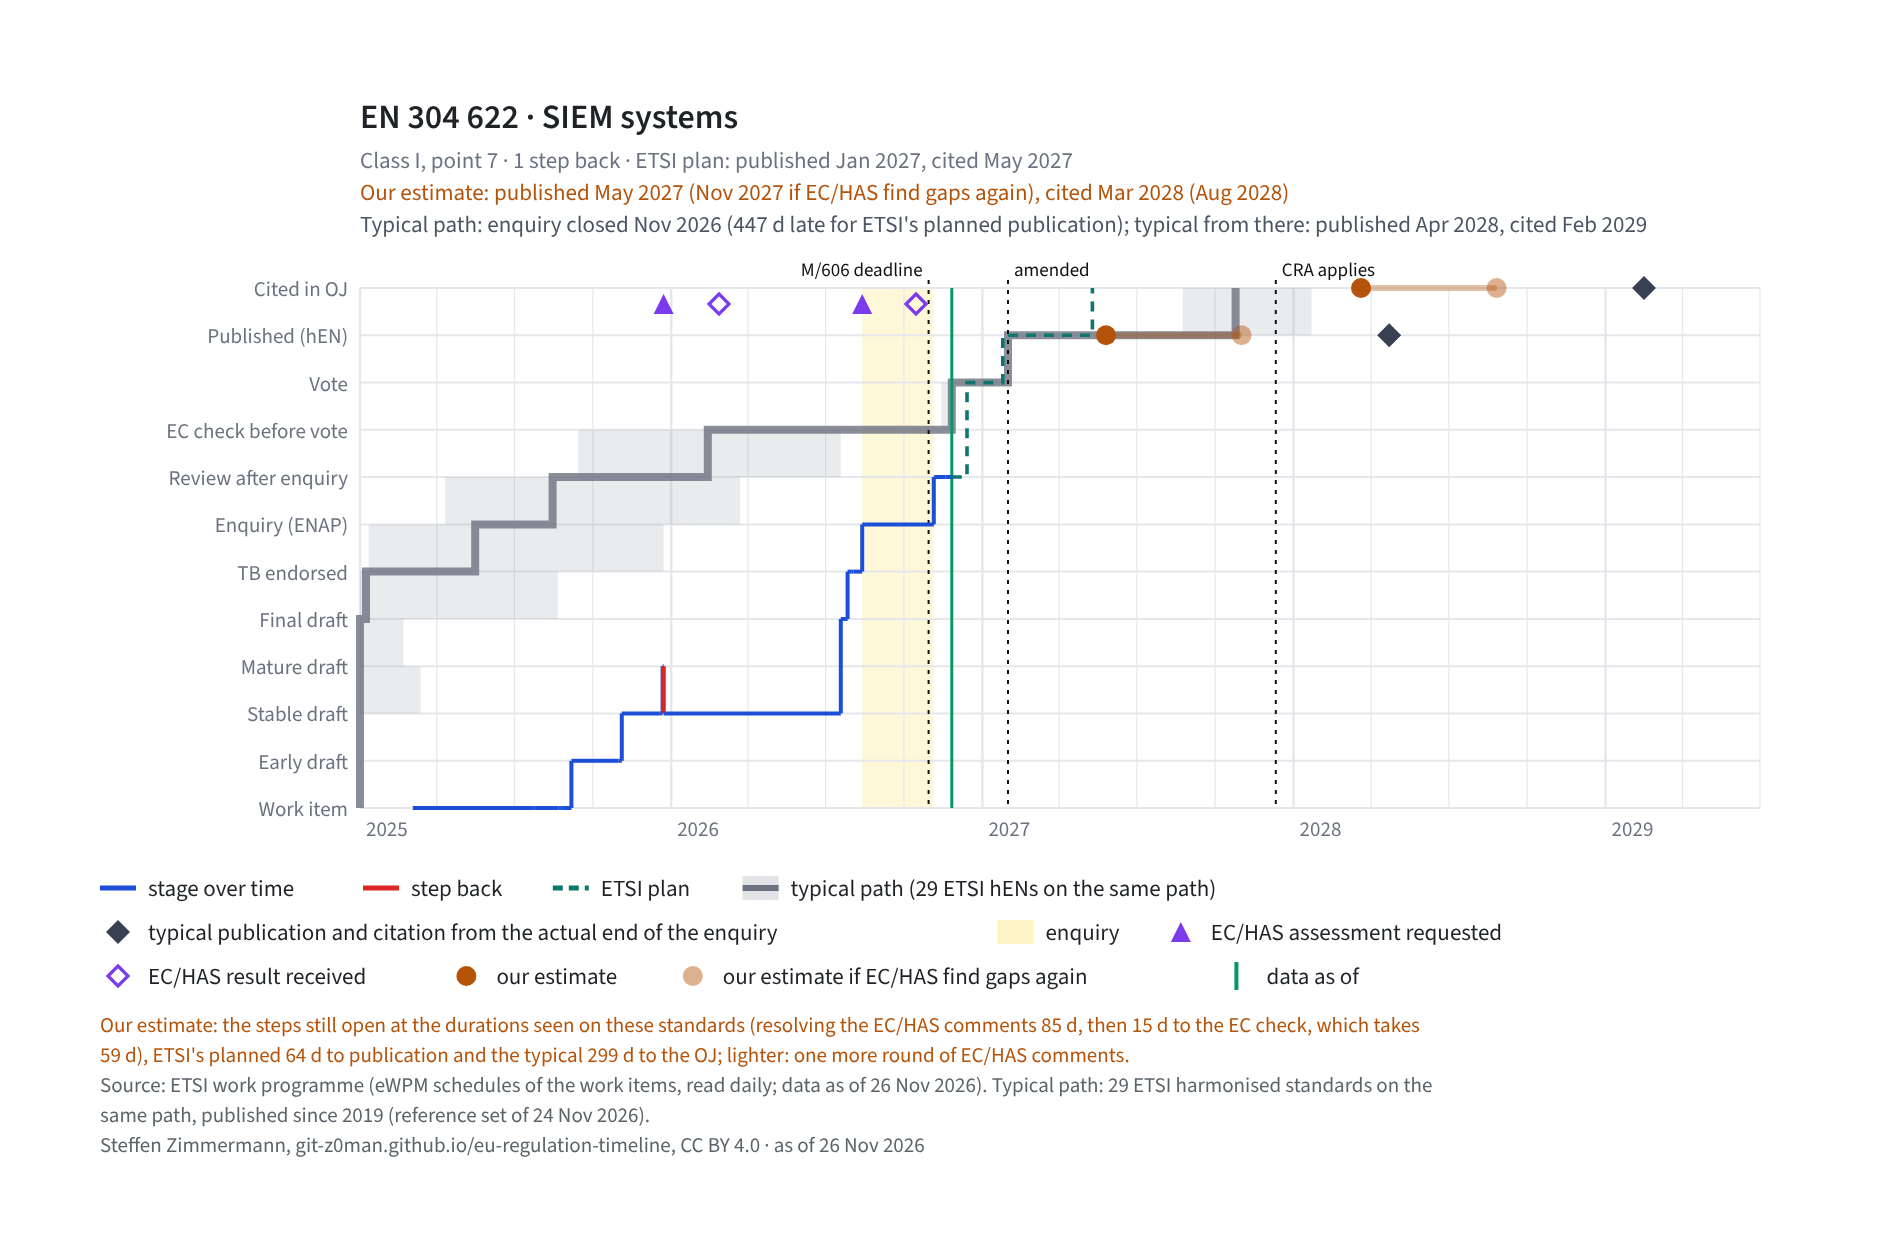 EN 304 622 · SIEM systems
Class I, point 7 · 1 step back · ETSI plan: published Jan 2027, cited May 2027
Our estimate: published May 2027 (Nov 2027 if EC/HAS find gaps again), cited Mar 2028 (Aug 2028)
Typical path: enquiry closed Nov 2026 (447 d late for ETSI's planned publication); typical from there: published Apr 2028, cited Feb 2029
M/606 deadline
amended
CRA applies
Cited in OJ
Published (hEN)
Vote
EC check before vote
Review after enquiry
Enquiry (ENAP)
TB endorsed
Final draft
Mature draft
Stable draft
Early draft
Work item
2025 2026 2027 2028 2029
stage over time step back ETSI plan typical path (29 ETSI hENs on the same path)
typical publication and citation from the actual end of the enquiry enquiry EC/HAS assessment requested
EC/HAS result received our estimate our estimate if EC/HAS find gaps again data as of
Our estimate: the steps still open at the durations seen on these standards (resolving the EC/HAS comments 85 d, then 15 d to the EC check, which takes
59 d), ETSI's planned 64 d to publication and the typical 299 d to the OJ; lighter: one more round of EC/HAS comments.
Source: ETSI work programme (eWPM schedules of the work items, read daily; data as of 26 Nov 2026). Typical path: 29 ETSI harmonised standards on the
same path, published since 2019 (reference set of 24 Nov 2026).
Steffen Zimmermann, git-z0man.github.io/eu-regulation-timeline, CC BY 4.0 · as of 26 Nov 2026